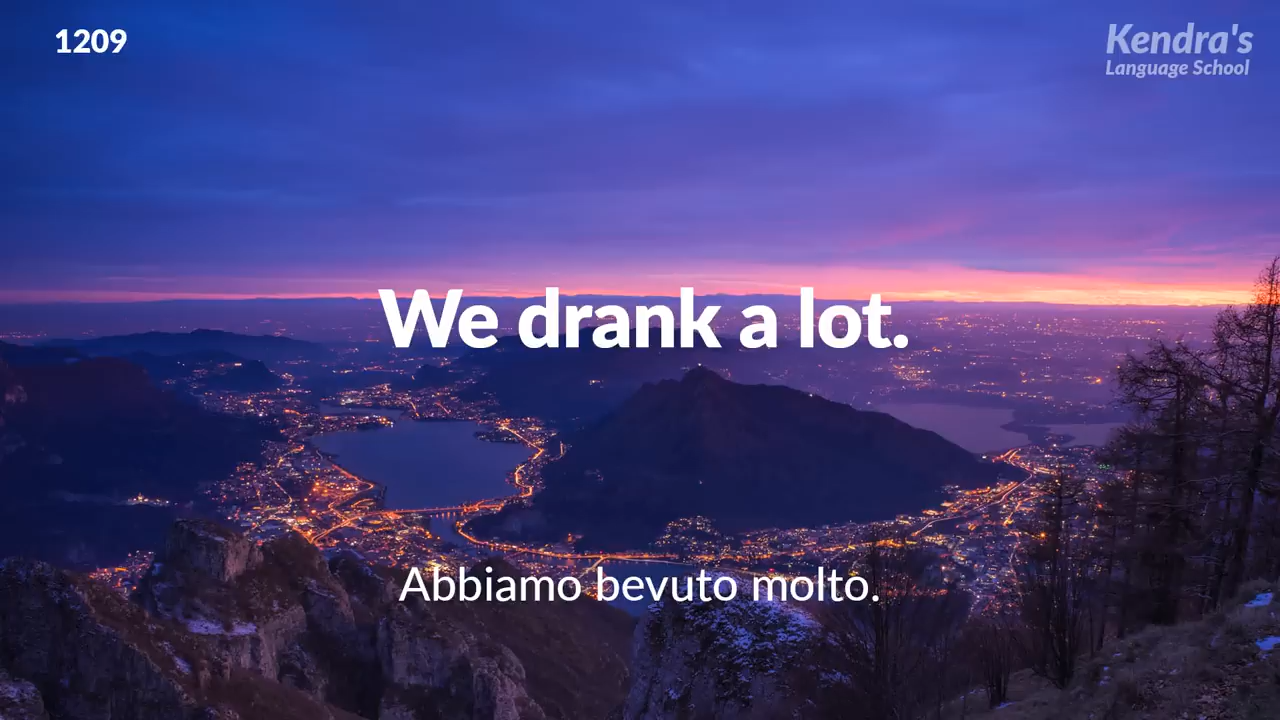 1209
Kendra's
Language School
We drank a lot.
Abbiamo bevuto molto.